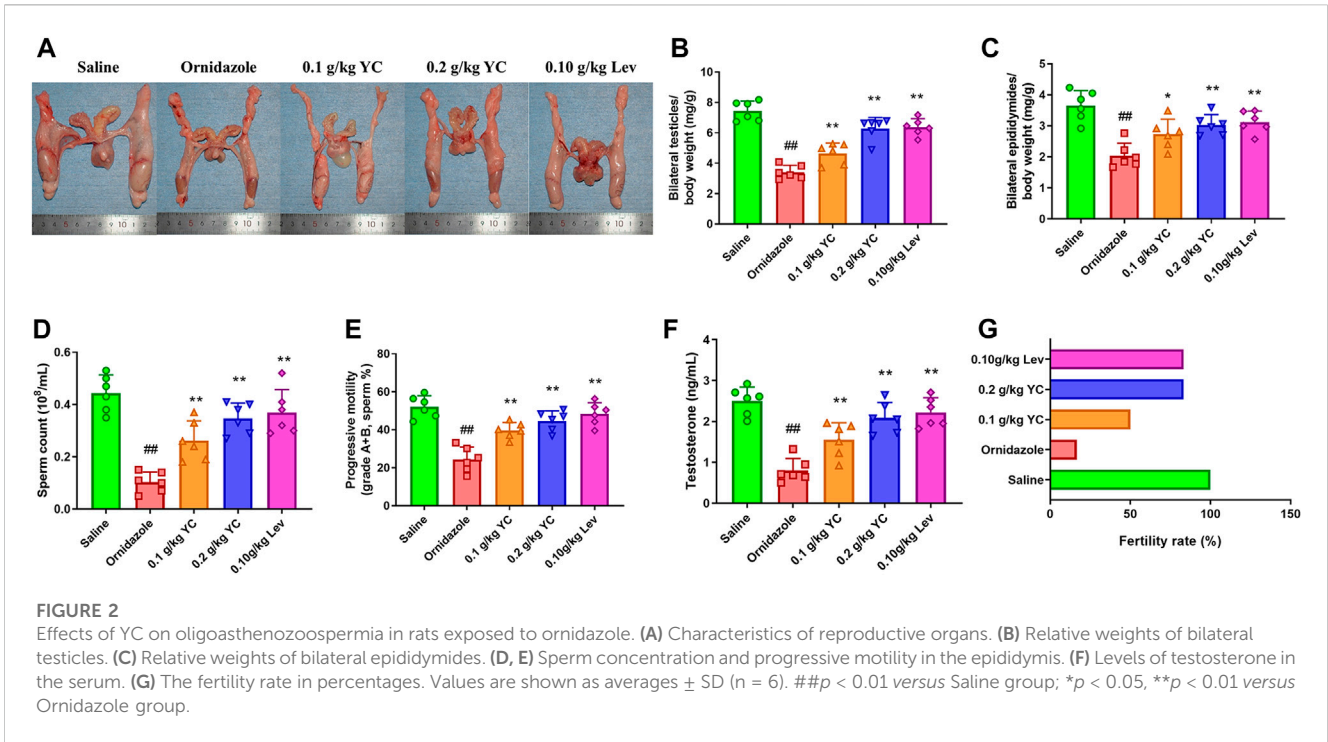 A
Saline Ornidazole 0.1 g/kg YC 0.2 g/kg YC 0.10 g/kg Lev
B
Bilateral testicles/
body weight (mg/g)
10
8
6
4
2
0
##
**
**
**
Saline
Ornidazole
0.1 g/kg YC
0.2 g/kg YC
0.10g/kg Lev
C
Bilateral epididymides/
body weight (mg/g)
5
4
3
2
1
0
##
*
**
**
Saline
Ornidazole
0.1 g/kg YC
0.2 g/kg YC
0.10g/kg Lev
D
Sperm count (10⁸/mL)
0.6
0.4
0.2
0.0
##
**
**
**
Saline
Ornidazole
0.1 g/kg YC
0.2 g/kg YC
0.10g/kg Lev
E
Progressive motility
(grade A+B, sperm %)
80
60
40
20
0
##
**
**
**
Saline
Ornidazole
0.1 g/kg YC
0.2 g/kg YC
0.10g/kg Lev
F
Testosterone (ng/mL)
4
3
2
1
0
##
**
**
**
Saline
Ornidazole
0.1 g/kg YC
0.2 g/kg YC
0.10g/kg Lev
G
0.10g/kg Lev
0.2 g/kg YC
0.1 g/kg YC
Ornidazole
Saline
0 50 100 150
Fertility rate (%)
FIGURE 2
Effects of YC on oligoasthenozoospermia in rats exposed to ornidazole. (A) Characteristics of reproductive organs. (B) Relative weights of bilateral
testicles. (C) Relative weights of bilateral epididymides. (D, E) Sperm concentration and progressive motility in the epididymis. (F) Levels of testosterone in
the serum. (G) The fertility rate in percentages. Values are shown as averages ± SD (n = 6). ##p < 0.01 versus Saline group; *p < 0.05, **p < 0.01 versus
Ornidazole group.